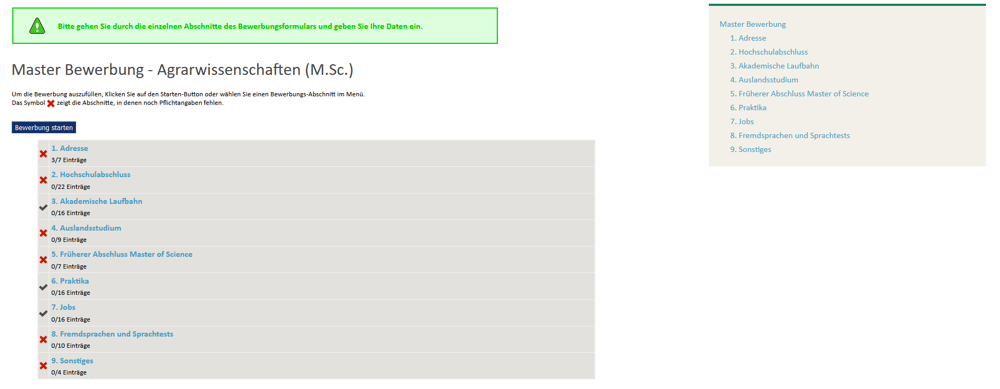 Bitte gehen Sie durch die einzelnen Abschnitte des Bewerbungsformulars und geben Sie Ihre Daten ein.
Master Bewerbung - Agrarwissenschaften (M.Sc.)
Um die Bewerbung auszufüllen, Klicken Sie auf den Starten-Button oder wählen Sie einen Bewerbungs-Abschnitt im Menü.
Das Symbol zeigt die Abschnitte, in denen noch Pflichtangaben fehlen.
Bewerbung starten
1. Adresse
3/7 Einträge
2. Hochschulabschluss
0/22 Einträge
3. Akademische Laufbahn
0/16 Einträge
4. Auslandsstudium
0/9 Einträge
5. Früherer Abschluss Master of Science
0/7 Einträge
6. Praktika
0/16 Einträge
7. Jobs
0/16 Einträge
8. Fremdsprachen und Sprachtests
0/10 Einträge
9. Sonstiges
0/4 Einträge
Master Bewerbung
1. Adresse
2. Hochschulabschluss
3. Akademische Laufbahn
4. Auslandsstudium
5. Früherer Abschluss Master of Science
6. Praktika
7. Jobs
8. Fremdsprachen und Sprachtests
9. Sonstiges